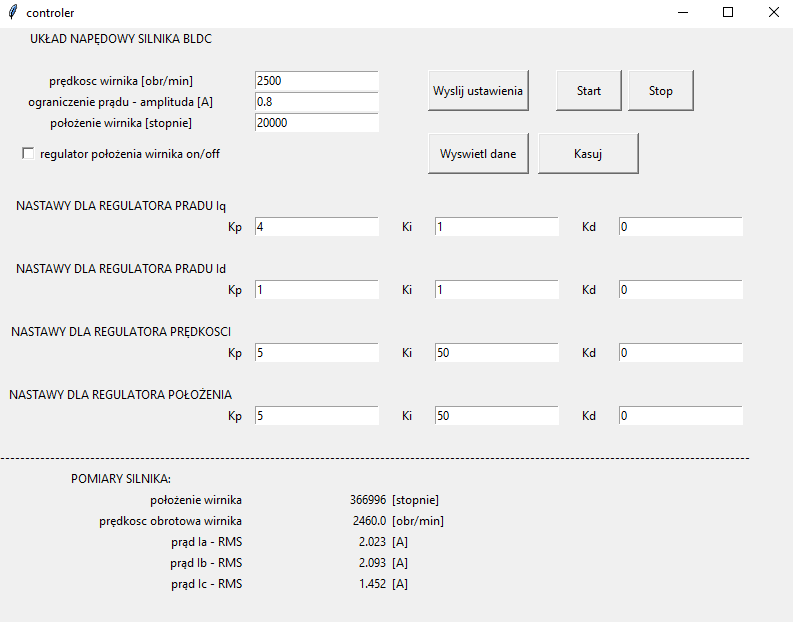 controler
UKŁAD NAPĘDOWY SILNIKA BLDC
prędkosc wirnika [obr/min] 2500
ograniczenie prądu - amplituda [A] 0.8
położenie wirnika [stopnie] 20000
Wyslij ustawienia Start Stop
regulator położenia wirnika on/off
Wyswietl dane Kasuj
NASTAWY DLA REGULATORA PRADU Iq
Kp 4 Ki 1 Kd 0
NASTAWY DLA REGULATORA PRADU Id
Kp 1 Ki 1 Kd 0
NASTAWY DLA REGULATORA PRĘDKOSCI
Kp 5 Ki 50 Kd 0
NASTAWY DLA REGULATORA POŁOŻENIA
Kp 5 Ki 50 Kd 0
POMIARY SILNIKA:
położenie wirnika 366996 [stopnie]
prędkosc obrotowa wirnika 2460.0 [obr/min]
prąd Ia - RMS 2.023 [A]
prąd Ib - RMS 2.093 [A]
prąd Ic - RMS 1.452 [A]